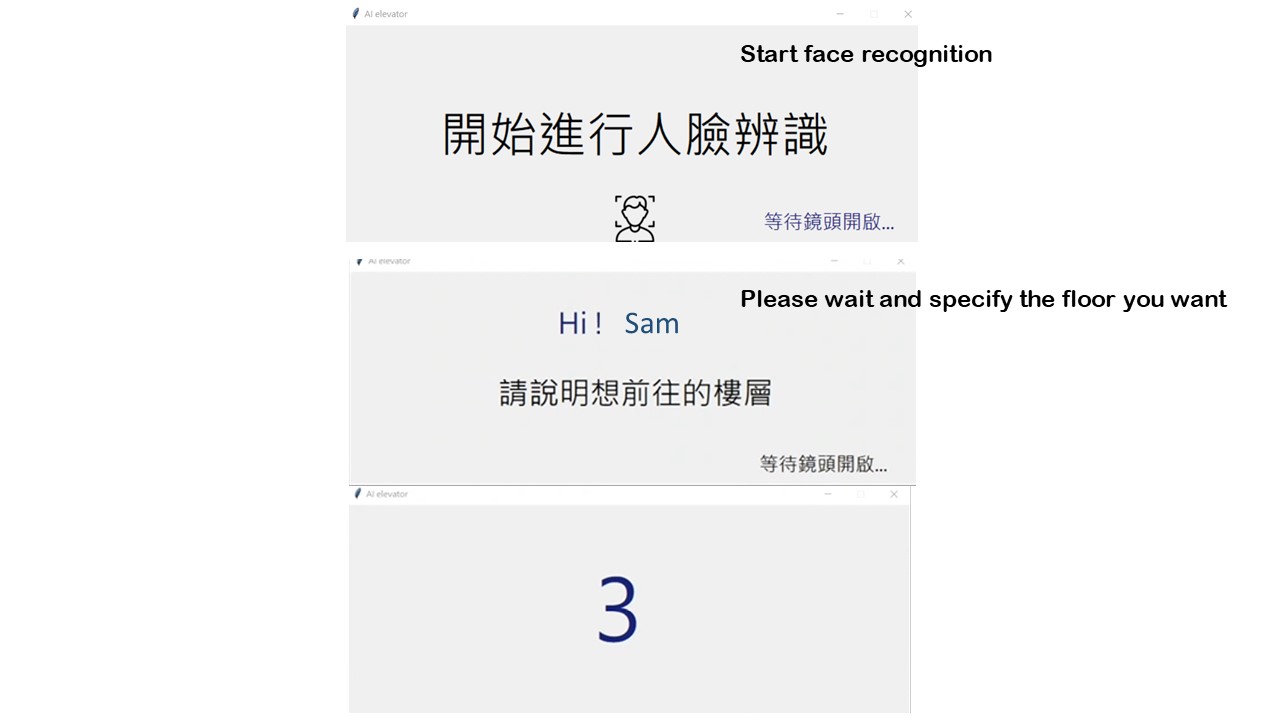 AI elevator
Start face recognition
開始進行人臉辨識
等待鏡頭開啟...
AI elevator
Please wait and specify the floor you want
Hi ! Sam
請說明想前往的樓層
等待鏡頭開啟...
AI elevator
3